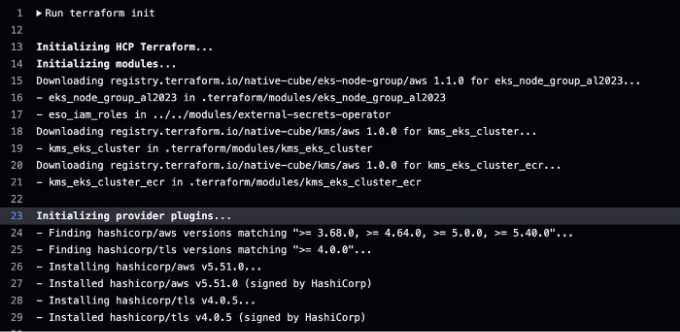 1 ▶ Run terraform init
12
13 Initializing HCP Terraform...
14 Initializing modules...
15 Downloading registry.terraform.io/native-cube/eks-node-group/aws 1.1.0 for eks_node_group_al2023...
16 - eks_node_group_al2023 in .terraform/modules/eks_node_group_al2023
17 - eso_iam_roles in ../../modules/external-secrets-operator
18 Downloading registry.terraform.io/native-cube/kms/aws 1.0.0 for kms_eks_cluster...
19 - kms_eks_cluster in .terraform/modules/kms_eks_cluster
20 Downloading registry.terraform.io/native-cube/kms/aws 1.0.0 for kms_eks_cluster_ecr...
21 - kms_eks_cluster_ecr in .terraform/modules/kms_eks_cluster_ecr
22
23 Initializing provider plugins...
24 - Finding hashicorp/aws versions matching ">= 3.68.0, >= 4.64.0, >= 5.0.0, >= 5.40.0"...
25 - Finding hashicorp/tls versions matching ">= 4.0.0"...
26 - Installing hashicorp/aws v5.51.0...
27 - Installed hashicorp/aws v5.51.0 (signed by HashiCorp)
28 - Installing hashicorp/tls v4.0.5...
29 - Installed hashicorp/tls v4.0.5 (signed by HashiCorp)